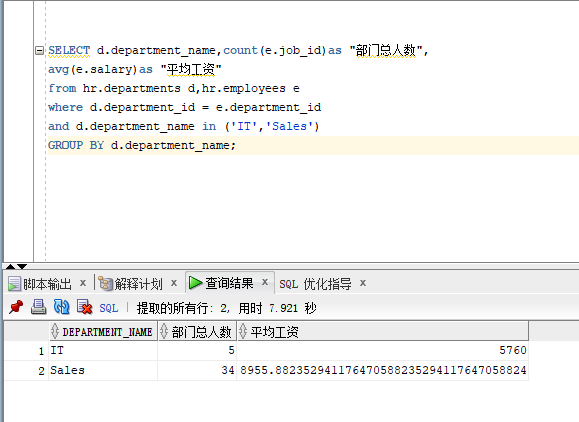 SELECT d.department_name,count(e.job_id)as "部门总人数",
avg(e.salary)as "平均工资"
from hr.departments d,hr.employees e
where d.department_id = e.department_id
and d.department_name in ('IT','Sales')
GROUP BY d.department_name;
脚本输出 x 解释计划 x 查询结果 x SQL 优化指导 x
SQL | 提取的所有行: 2, 用时 7.921 秒
DEPARTMENT_NAME 部门总人数 平均工资
1 IT 5 5760
2 Sales 34 8955.88235294117647058823529411764705882​4